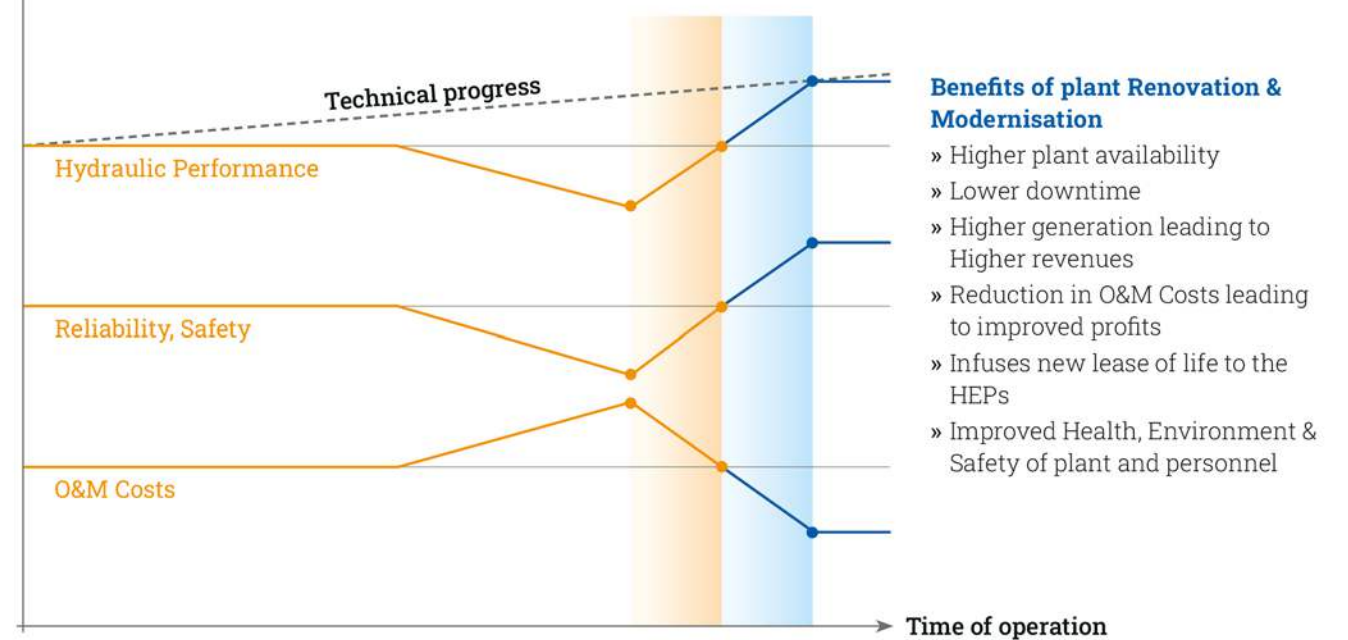 Technical progress
Hydraulic Performance
Reliability, Safety
O&M Costs
Time of operation
Benefits of plant Renovation &
Modernisation
» Higher plant availability
» Lower downtime
» Higher generation leading to
Higher revenues
» Reduction in O&M Costs leading
to improved profits
» Infuses new lease of life to the
HEPs
» Improved Health, Environment &
Safety of plant and personnel